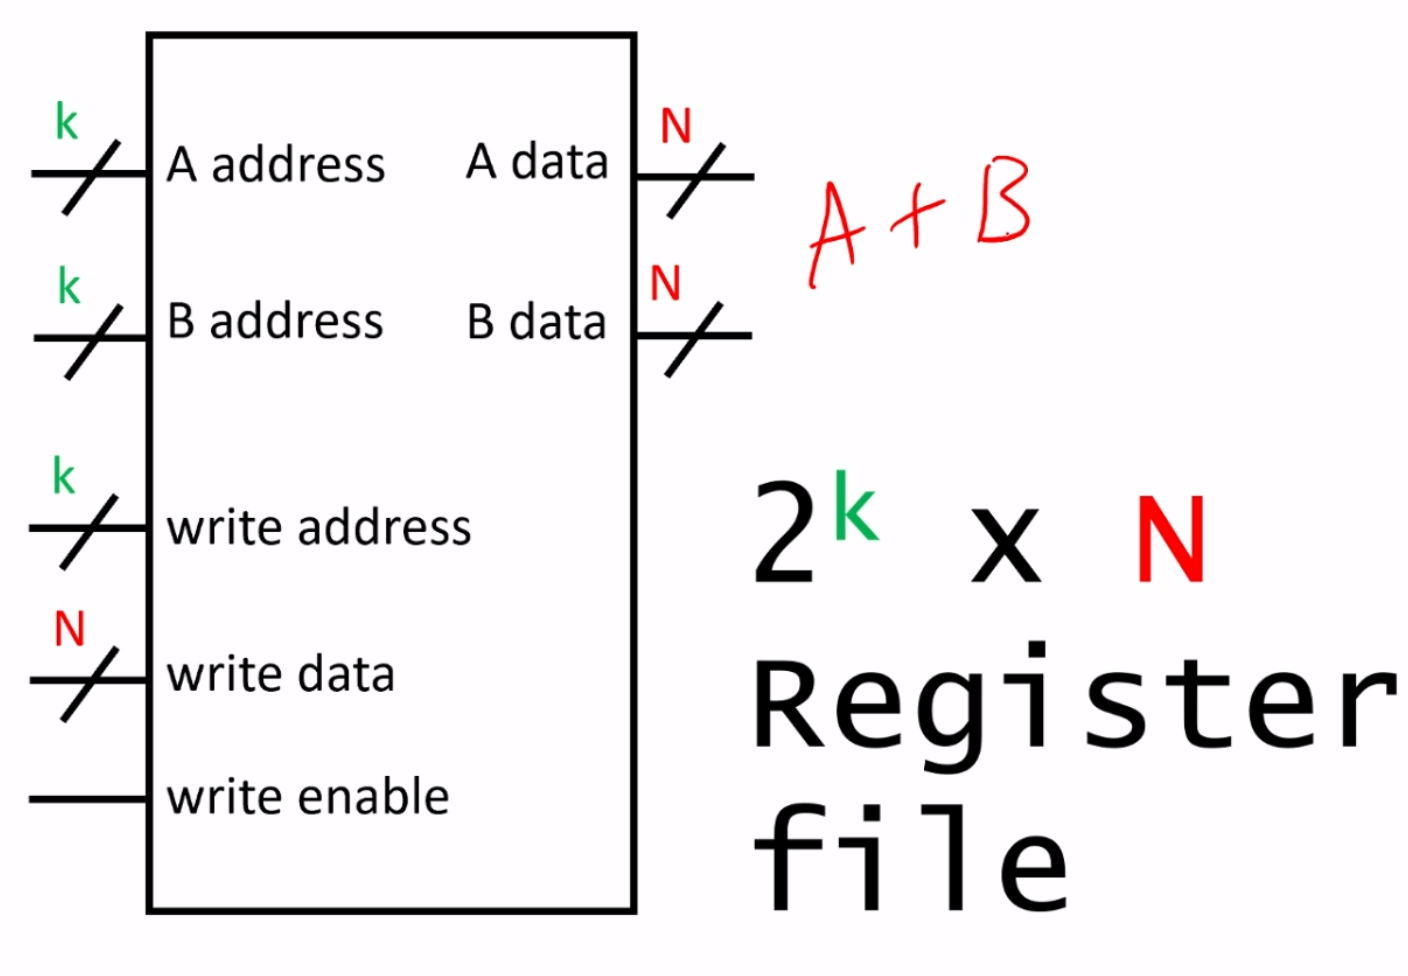 k
A address
A data
N
A + B
k
B address
B data
N
k
write address
N
write data
write enable
2^k x N
Register
file